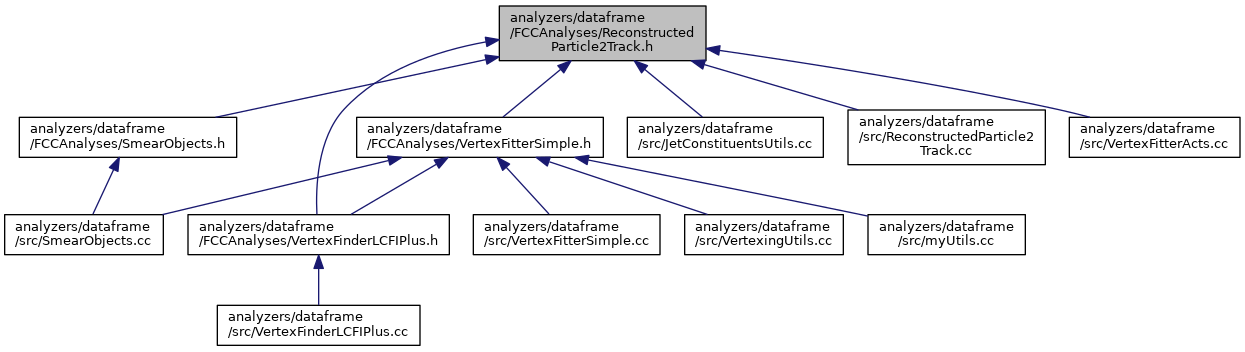 analyzers/dataframe
/FCCAnalyses/Reconstructed
Particle2Track.h
analyzers/dataframe
/FCCAnalyses/SmearObjects.h
analyzers/dataframe
/FCCAnalyses/VertexFitterSimple.h
analyzers/dataframe
/src/JetConstituentsUtils.cc
analyzers/dataframe
/src/ReconstructedParticle2
Track.cc
analyzers/dataframe
/src/VertexFitterActs.cc
analyzers/dataframe
/src/SmearObjects.cc
analyzers/dataframe
/FCCAnalyses/VertexFinderLCFIPlus.h
analyzers/dataframe
/src/VertexFitterSimple.cc
analyzers/dataframe
/src/VertexingUtils.cc
analyzers/dataframe
/src/myUtils.cc
analyzers/dataframe
/src/VertexFinderLCFIPlus.cc